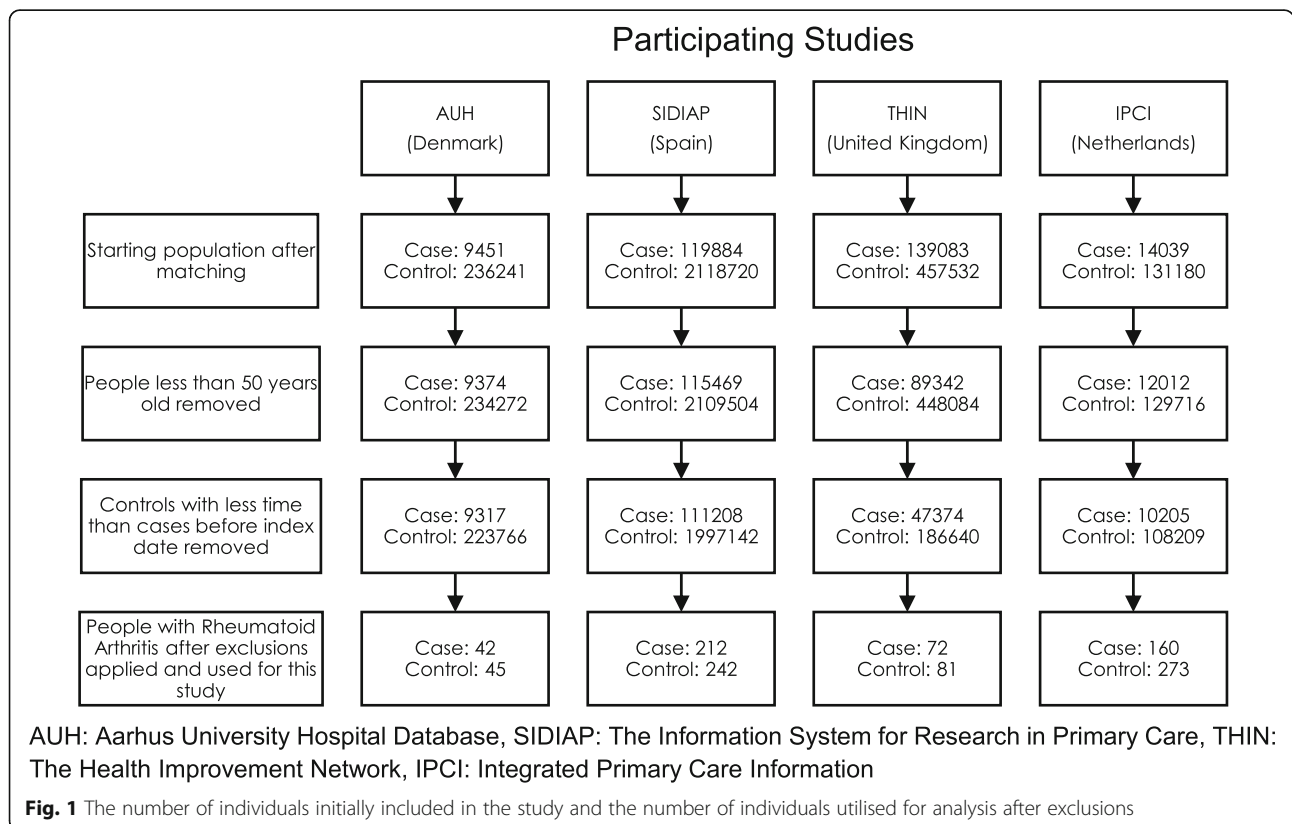 Participating Studies
AUH
(Denmark)
SIDIAP
(Spain)
THIN
(United Kingdom)
IPCI
(Netherlands)
Starting population after
matching
Case: 9451
Control: 236241
Case: 119884
Control: 2118720
Case: 139083
Control: 457532
Case: 14039
Control: 131180
People less than 50 years
old removed
Case: 9374
Control: 234272
Case: 115469
Control: 2109504
Case: 89342
Control: 448084
Case: 12012
Control: 129716
Controls with less time
than cases before index
date removed
Case: 9317
Control: 223766
Case: 111208
Control: 1997142
Case: 47374
Control: 186640
Case: 10205
Control: 108209
People with Rheumatoid
Arthritis after exclusions
applied and used for this
study
Case: 42
Control: 45
Case: 212
Control: 242
Case: 72
Control: 81
Case: 160
Control: 273
AUH: Aarhus University Hospital Database, SIDIAP: The Information System for Research in Primary Care, THIN:
The Health Improvement Network, IPCI: Integrated Primary Care Information
Fig. 1 The number of individuals initially included in the study and the number of individuals utilised for analysis after exclusions